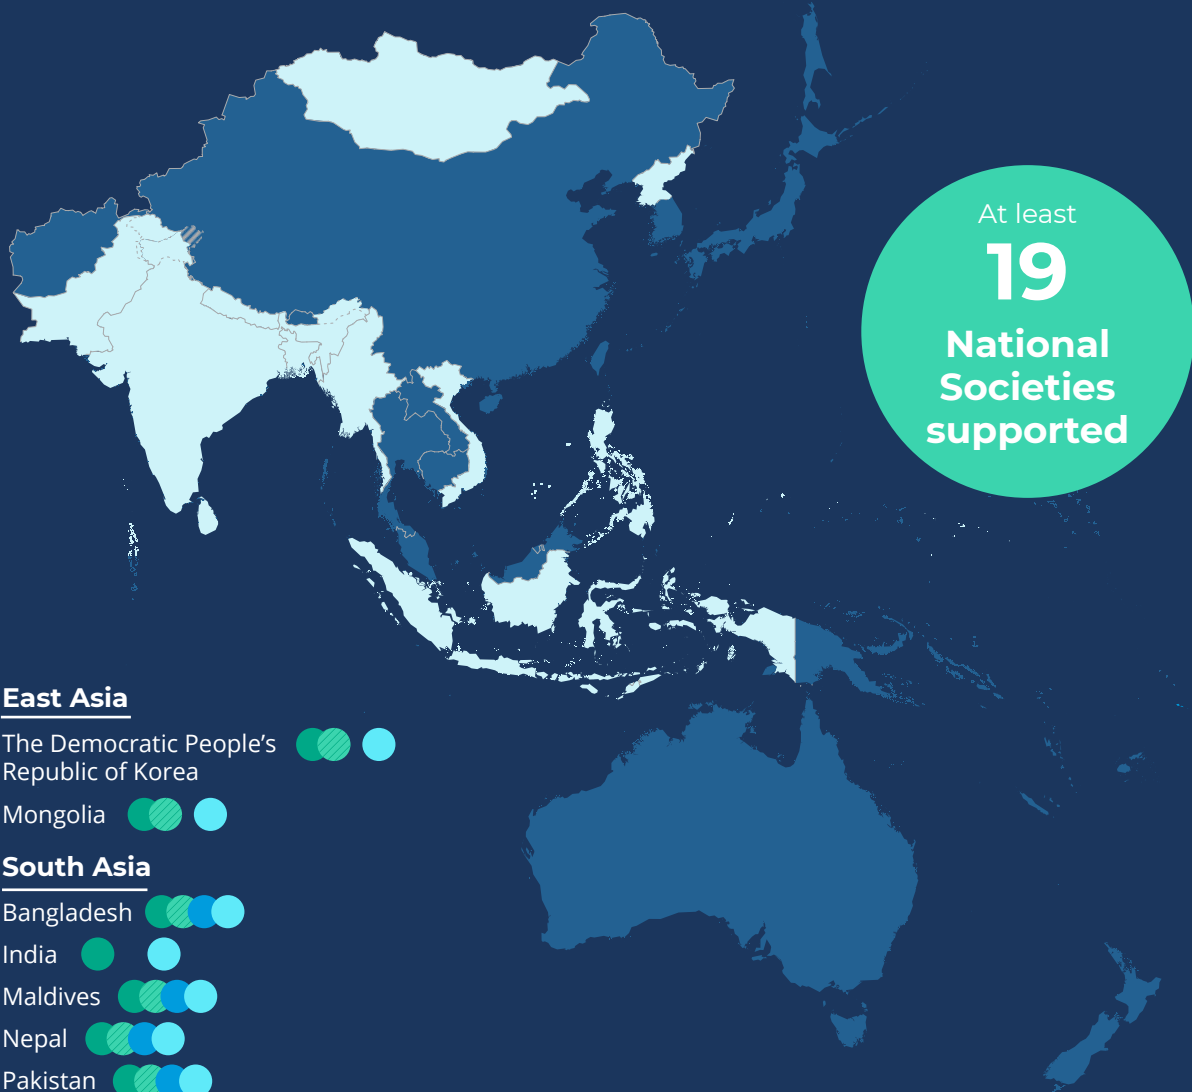 At least
19
National
Societies
supported
East Asia
The Democratic People’s
Republic of Korea
Mongolia
South Asia
Bangladesh
India
Maldives
Nepal
Pakistan